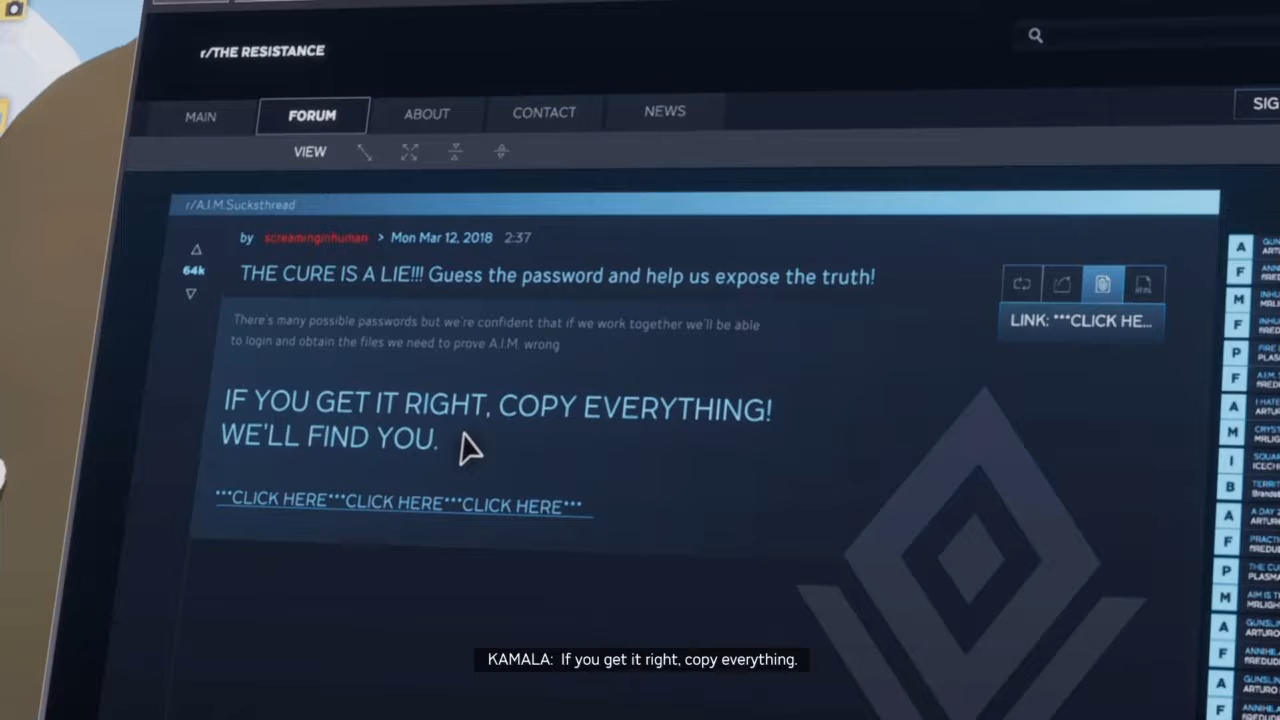 r/THE RESISTANCE
MAIN
FORUM
ABOUT
CONTACT
NEWS
SIG
VIEW
r/A.I.M.Sucksthread
by screaminginhuman > Mon Mar 12, 2018 2:37
64k
THE CURE IS A LIE!!! Guess the password and help us expose the truth!
There's many possible passwords but we're confident that if we work together we'll be able
to login and obtain the files we need to prove A.I.M. wrong
LINK: ***CLICK HE...
IF YOU GET IT RIGHT, COPY EVERYTHING!
WE'LL FIND YOU.
***CLICK HERE***CLICK HERE***CLICK HERE***
A
F
M
F
P
F
A
M
I
B
A
F
P
M
A
F
A
F
KAMALA: If you get it right, copy everything.